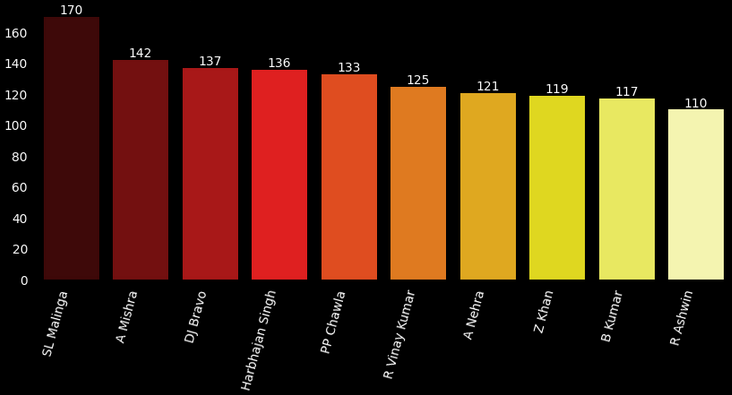 170
142
137
136
133
125
121
119
117
110
160
140
120
100
80
60
40
20
0
SL Malinga
A Mishra
DJ Bravo
Harbhajan Singh
PP Chawla
R Vinay Kumar
A Nehra
Z Khan
B Kumar
R Ashwin